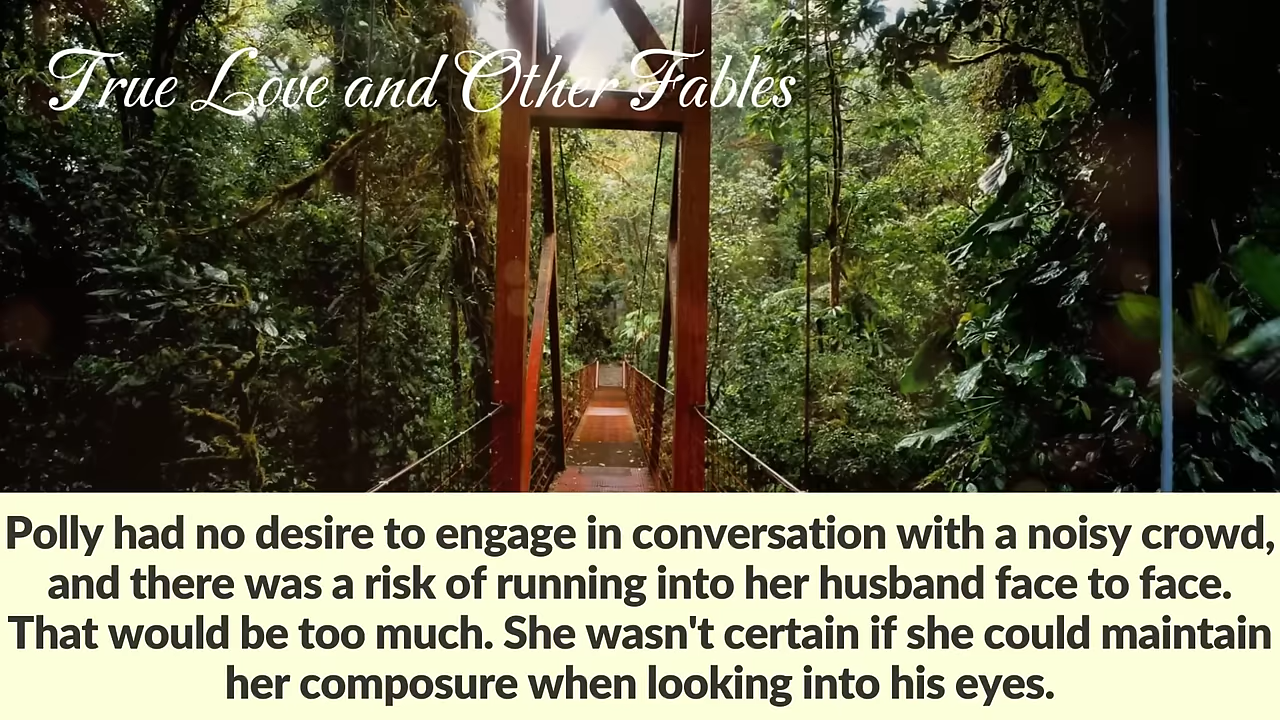 True Love and Other Fables
Polly had no desire to engage in conversation with a noisy crowd,
and there was a risk of running into her husband face to face.
That would be too much. She wasn't certain if she could maintain
her composure when looking into his eyes.